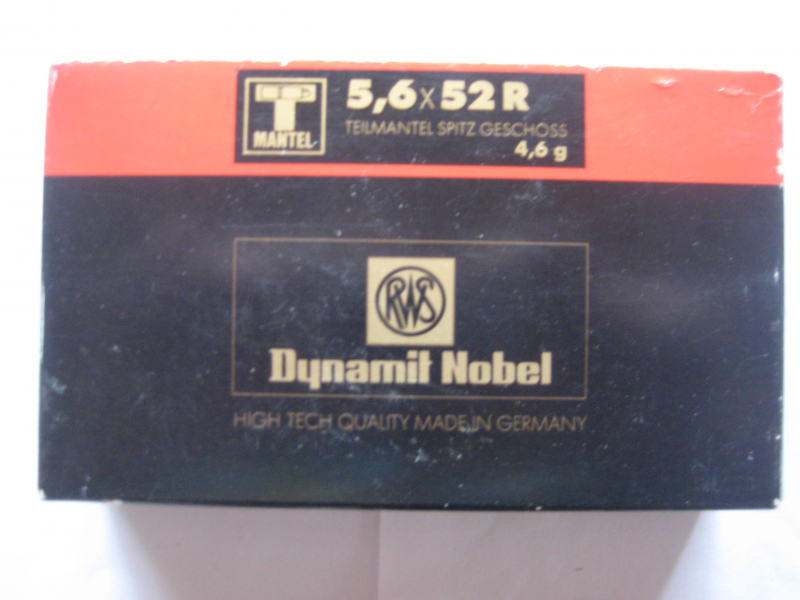 T
MANTEL
5,6x52R
TEILMANTEL SPITZ GESCHOSS
4,6 g
RWS
Dynamit Nobel
HIGH TECH QUALITY MADE IN GERMANY